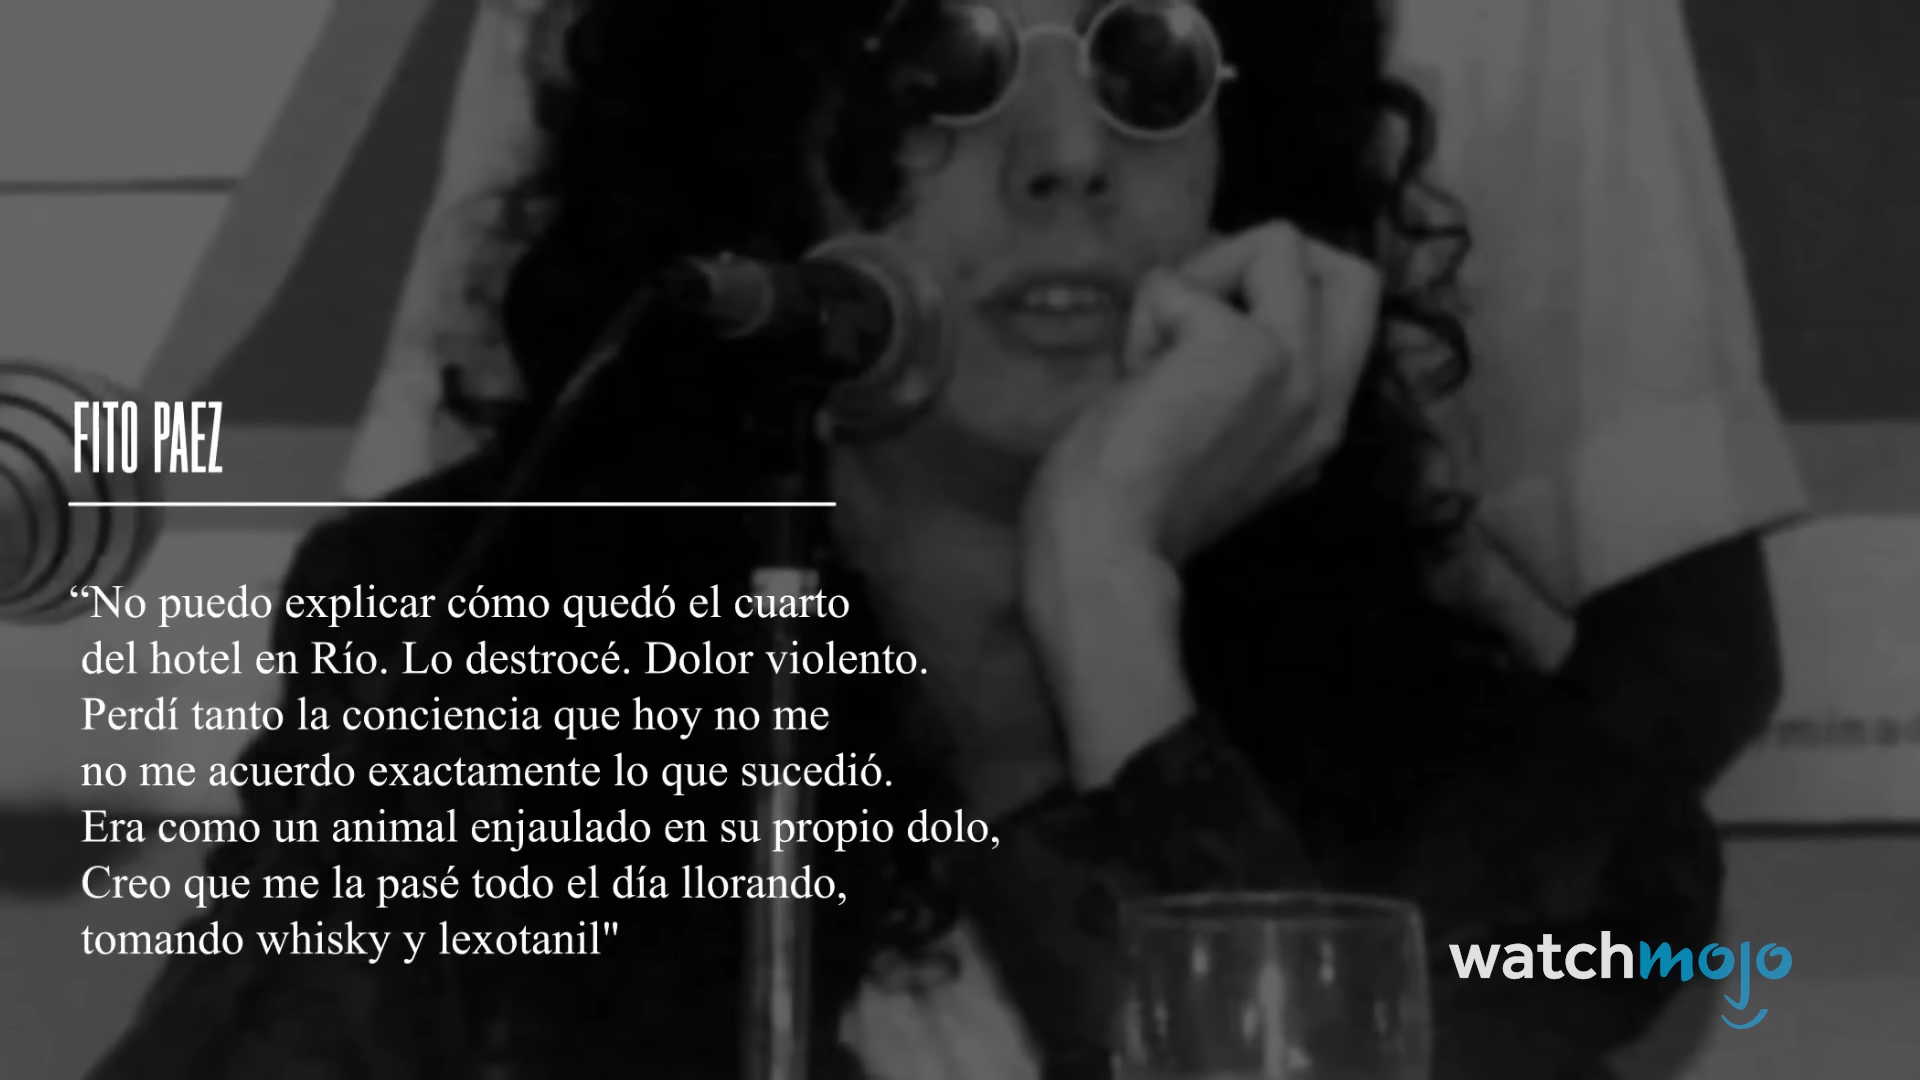 FITO PAEZ
“No puedo explicar cómo quedó el cuarto
del hotel en Río. Lo destrocé. Dolor violento.
Perdí tanto la conciencia que hoy no me
no me acuerdo exactamente lo que sucedió.
Era como un animal enjaulado en su propio dolo,
Creo que me la pasé todo el día llorando,
tomando whisky y lexotanil"
watchmojo